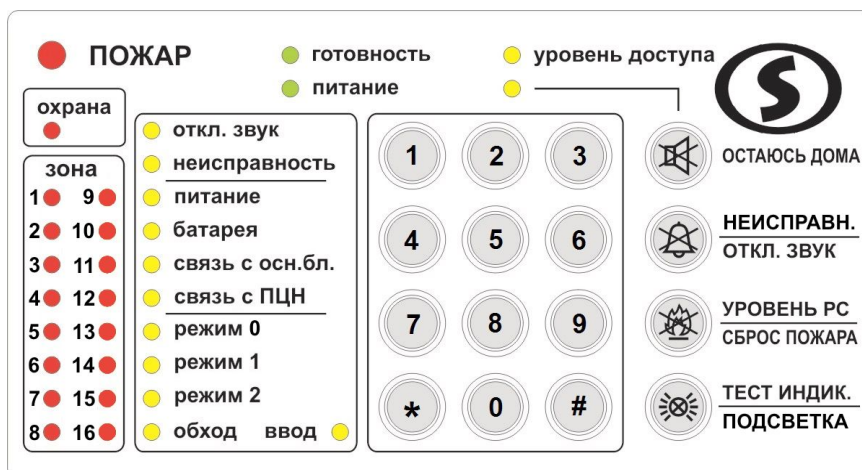 ПОЖАР
готовность
уровень доступа
питание
охрана
зона
1 9
2 10
3 11
4 12
5 13
6 14
7 15
8 16
откл. звук
неисправность
питание
батарея
связь с осн.бл.
связь с ПЦН
режим 0
режим 1
режим 2
обход ввод
1 2 3
4 5 6
7 8 9
* 0 #
S
ОСТАЮСЬ ДОМА
НЕИСПРАВН.
ОТКЛ. ЗВУК
УРОВЕНЬ РС
СБРОС ПОЖАРА
ТЕСТ ИНДИК.
ПОДСВЕТКА